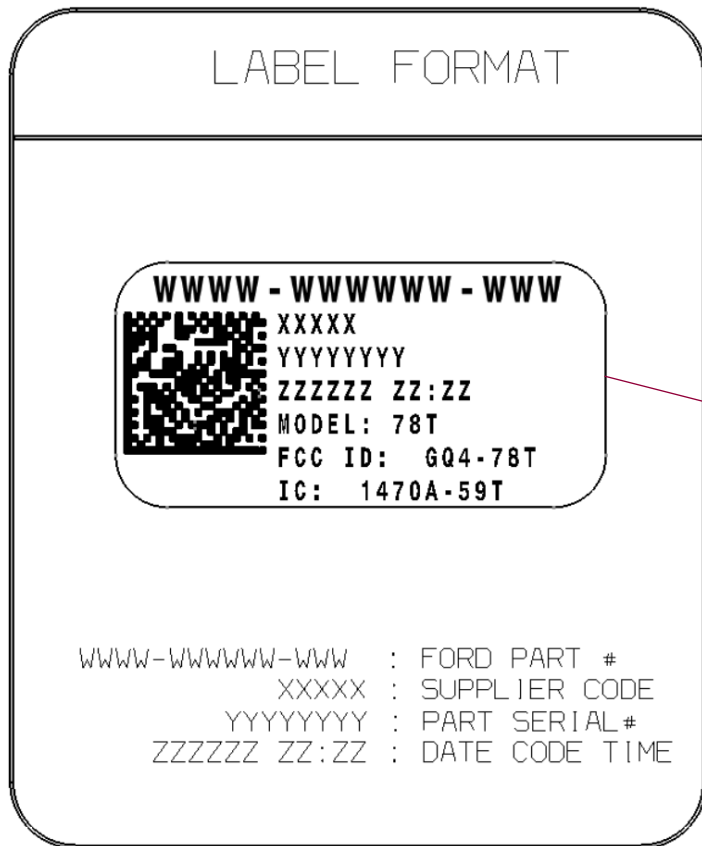 LABEL FORMAT
WWWW-WWWWWW-WWW
XXXXX
YYYYYYYY
ZZZZZZ ZZ:ZZ
MODEL: 78T
FCC ID: GQ4-78T
IC: 1470A-59T
WWWW-WWWWWW-WWW : FORD PART #
XXXXX : SUPPLIER CODE
YYYYYYYY : PART SERIAL#
ZZZZZZ ZZ:ZZ : DATE CODE TIME